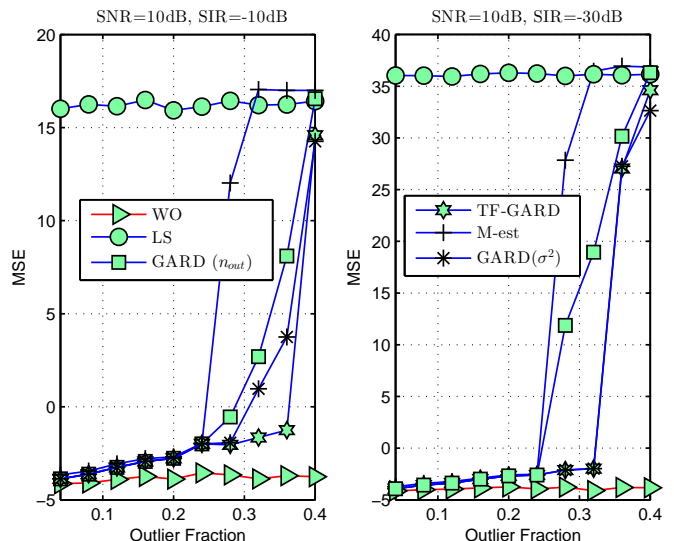 SNR=10dB, SIR=-10dB
20
15
10
5
0
−5
0.1
0.2
0.3
0.4
Outlier Fraction
MSE
WO
LS
GARD (n_out)
SNR=10dB, SIR=-30dB
40
35
30
25
20
15
10
5
0
−5
0.1
0.2
0.3
0.4
Outlier Fraction
MSE
TF-GARD
M-est
GARD(σ²)